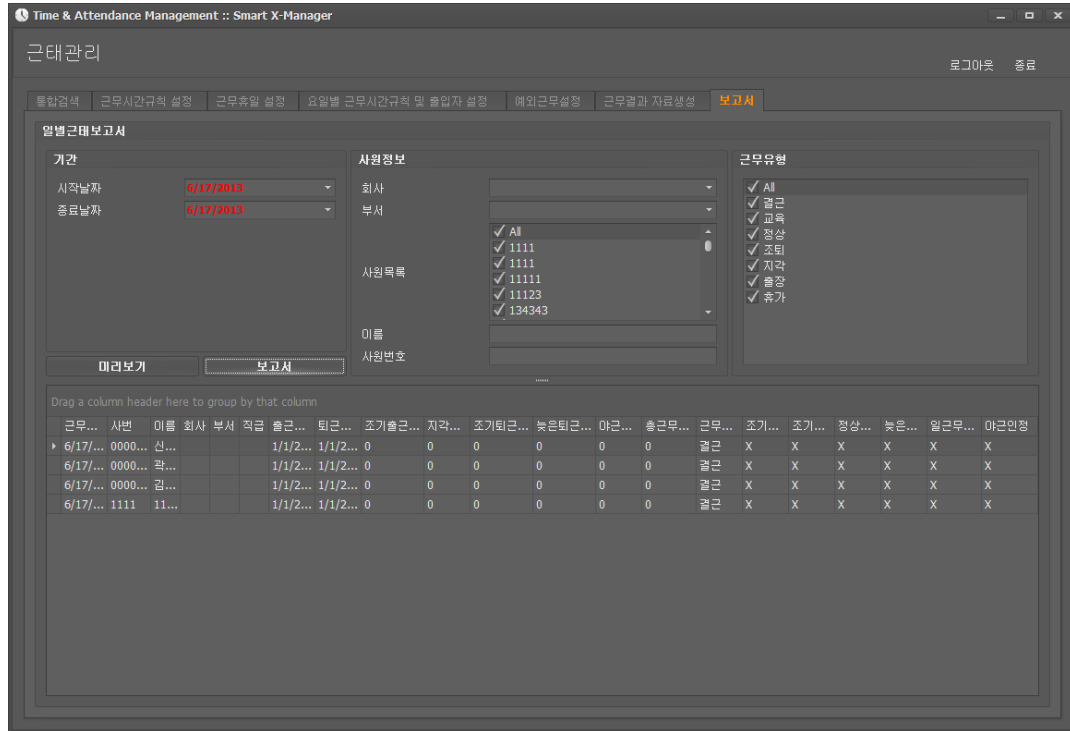 Time & Attendance Management :: Smart X-Manager
근태관리
로그아웃 종료
통합검색 근무시간규칙 설정 근무휴일 설정 요일별 근무시간규칙 및 출입자 설정 예외근무설정 근무결과 자료생성 보고서
일별근태보고서
기간 사원정보 근무유형
시작날짜 6/17/2013
종료날짜 6/17/2013
회사
부서
사원목록
All
1111
1111
11111
11123
134343
이름
사원번호
All
결근
교육
정상
조퇴
지각
출장
휴가
미리보기 보고서
Drag a column header here to group by that column
근무... 사번 이름 회사 부서 직급 출근... 퇴근... 조기출근... 지각... 조기퇴근... 늦은퇴근... 야근... 총근무... 근무... 조기... 조기... 정상... 늦은... 일근무... 야근인정
6/17/... 0000... 신... 1/1/2... 1/1/2... 0 0 0 0 0 0 결근 X X X X X X
6/17/... 0000... 곽... 1/1/2... 1/1/2... 0 0 0 0 0 0 결근 X X X X X X
6/17/... 0000... 김... 1/1/2... 1/1/2... 0 0 0 0 0 0 결근 X X X X X X
6/17/... 1111 11... 1/1/2... 1/1/2... 0 0 0 0 0 0 결근 X X X X X X